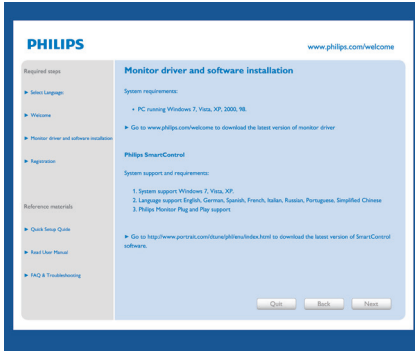 PHILIPS
www.philips.com/welcome
Required steps
► Select Language:
► Welcome
► Monitor driver and software installation
► Registration
Reference materials
► Quick Setup Quide
► Read User Manual
► FAQ & Troubleshooting
Monitor driver and software installation
System requirements:
• PC running Windows 7, Vista, XP, 2000, 98.
► Go to www.philips.com/welcome to download the latest version of monitor driver
Philips SmartControl
System support and requirements:
1. System support Windows 7, Vista, XP.
2. Language support English, German, Spanish, French, Italian, Russian, Portuguese, Simplified Chinese
3. Philips Monitor Plug and Play support
► Go to http://www.portrait.com/dtune/phl/enu/index.html to download the latest version of SmartControl
software.
Quit Back Next